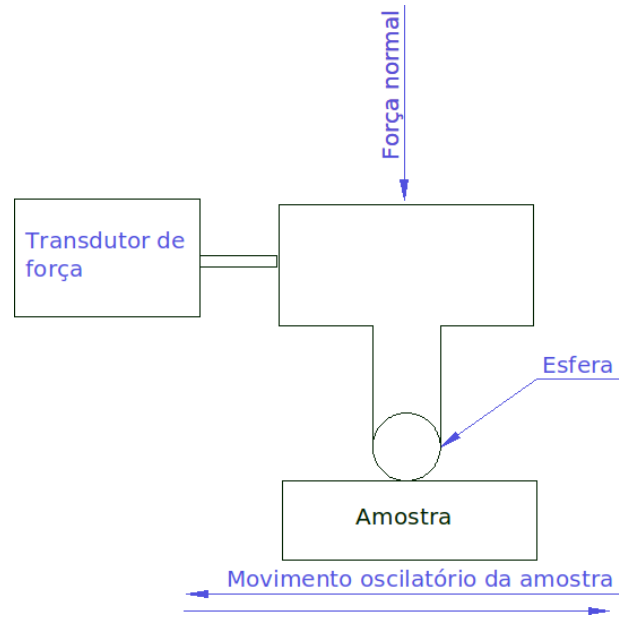 Força normal
Transdutor de
força
Esfera
Amostra
Movimento oscilatório da amostra